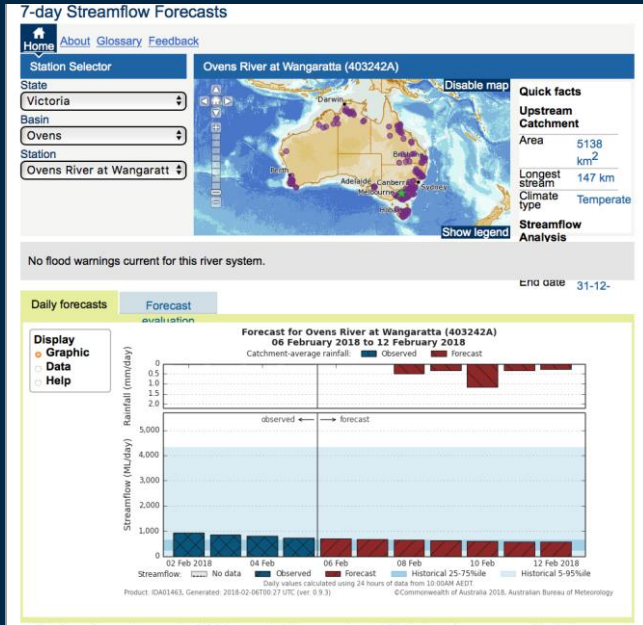 7-day Streamflow Forecasts
Home About Glossary Feedback
Station Selector
State
Victoria
Basin
Ovens
Station
Ovens River at Wangaratt
Ovens River at Wangaratta (403242A)
Disable map
Darwin
Brisbane
Perth
Adelaide Canberra Sydney
Melbourne
Hobart
Show legend
Quick facts
Upstream
Catchment
Area 5138
km2
Longest
stream 147 km
Climate
type Temperate
Streamflow
Analysis
End date 31-12-
No flood warnings current for this river system.
Daily forecasts
Forecast
evaluation
Display
Graphic
Data
Help
Forecast for Ovens River at Wangaratta (403242A)
06 February 2018 to 12 February 2018
Catchment-average rainfall: Observed Forecast
Rainfall (mm/day)
0
0.5
1.0
1.5
2.0
observed ← → forecast
Streamflow (ML/day)
5,000
4,000
3,000
2,000
1,000
0
02 Feb 2018 04 Feb 06 Feb 08 Feb 10 Feb 12 Feb 2018
Streamflow: No data Observed Forecast Historical 25-75%ile Historical 5-95%ile
Daily values calculated using 24 hours of data from 10:00AM AEDT
Product: IDA01463, Generated: 2018-02-06T00:27 UTC (ver. 0.9.3) ©Commonwealth of Australia 2018, Australian Bureau of Meteorology